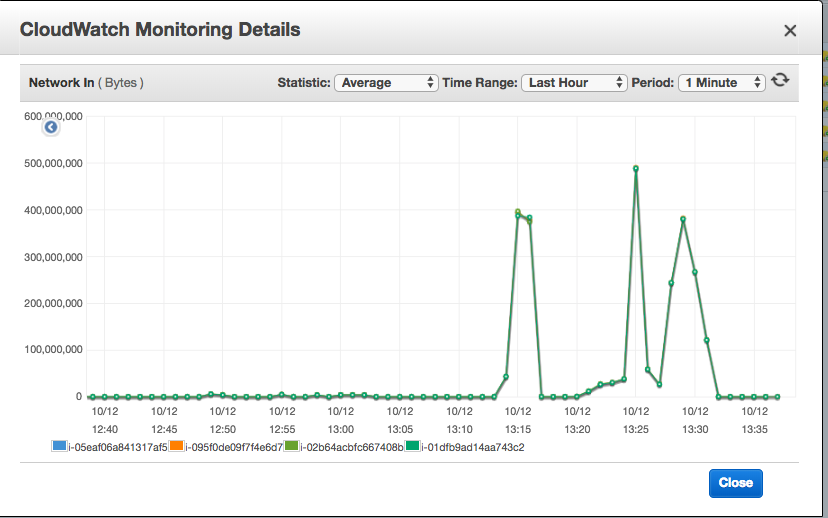 CloudWatch Monitoring Details
Network In ( Bytes ) Statistic: Average Time Range: Last Hour Period: 1 Minute
600,000,000
500,000,000
400,000,000
300,000,000
200,000,000
100,000,000
0
10/12 10/12 10/12 10/12 10/12 10/12 10/12 10/12 10/12 10/12 10/12 10/12
12:40 12:45 12:50 12:55 13:00 13:05 13:10 13:15 13:20 13:25 13:30 13:35
i-05eaf06a841317af5 i-095f0de09f7f4e6d7 i-02b64acbfc667408b i-01dfb9ad14aa743c2
Close